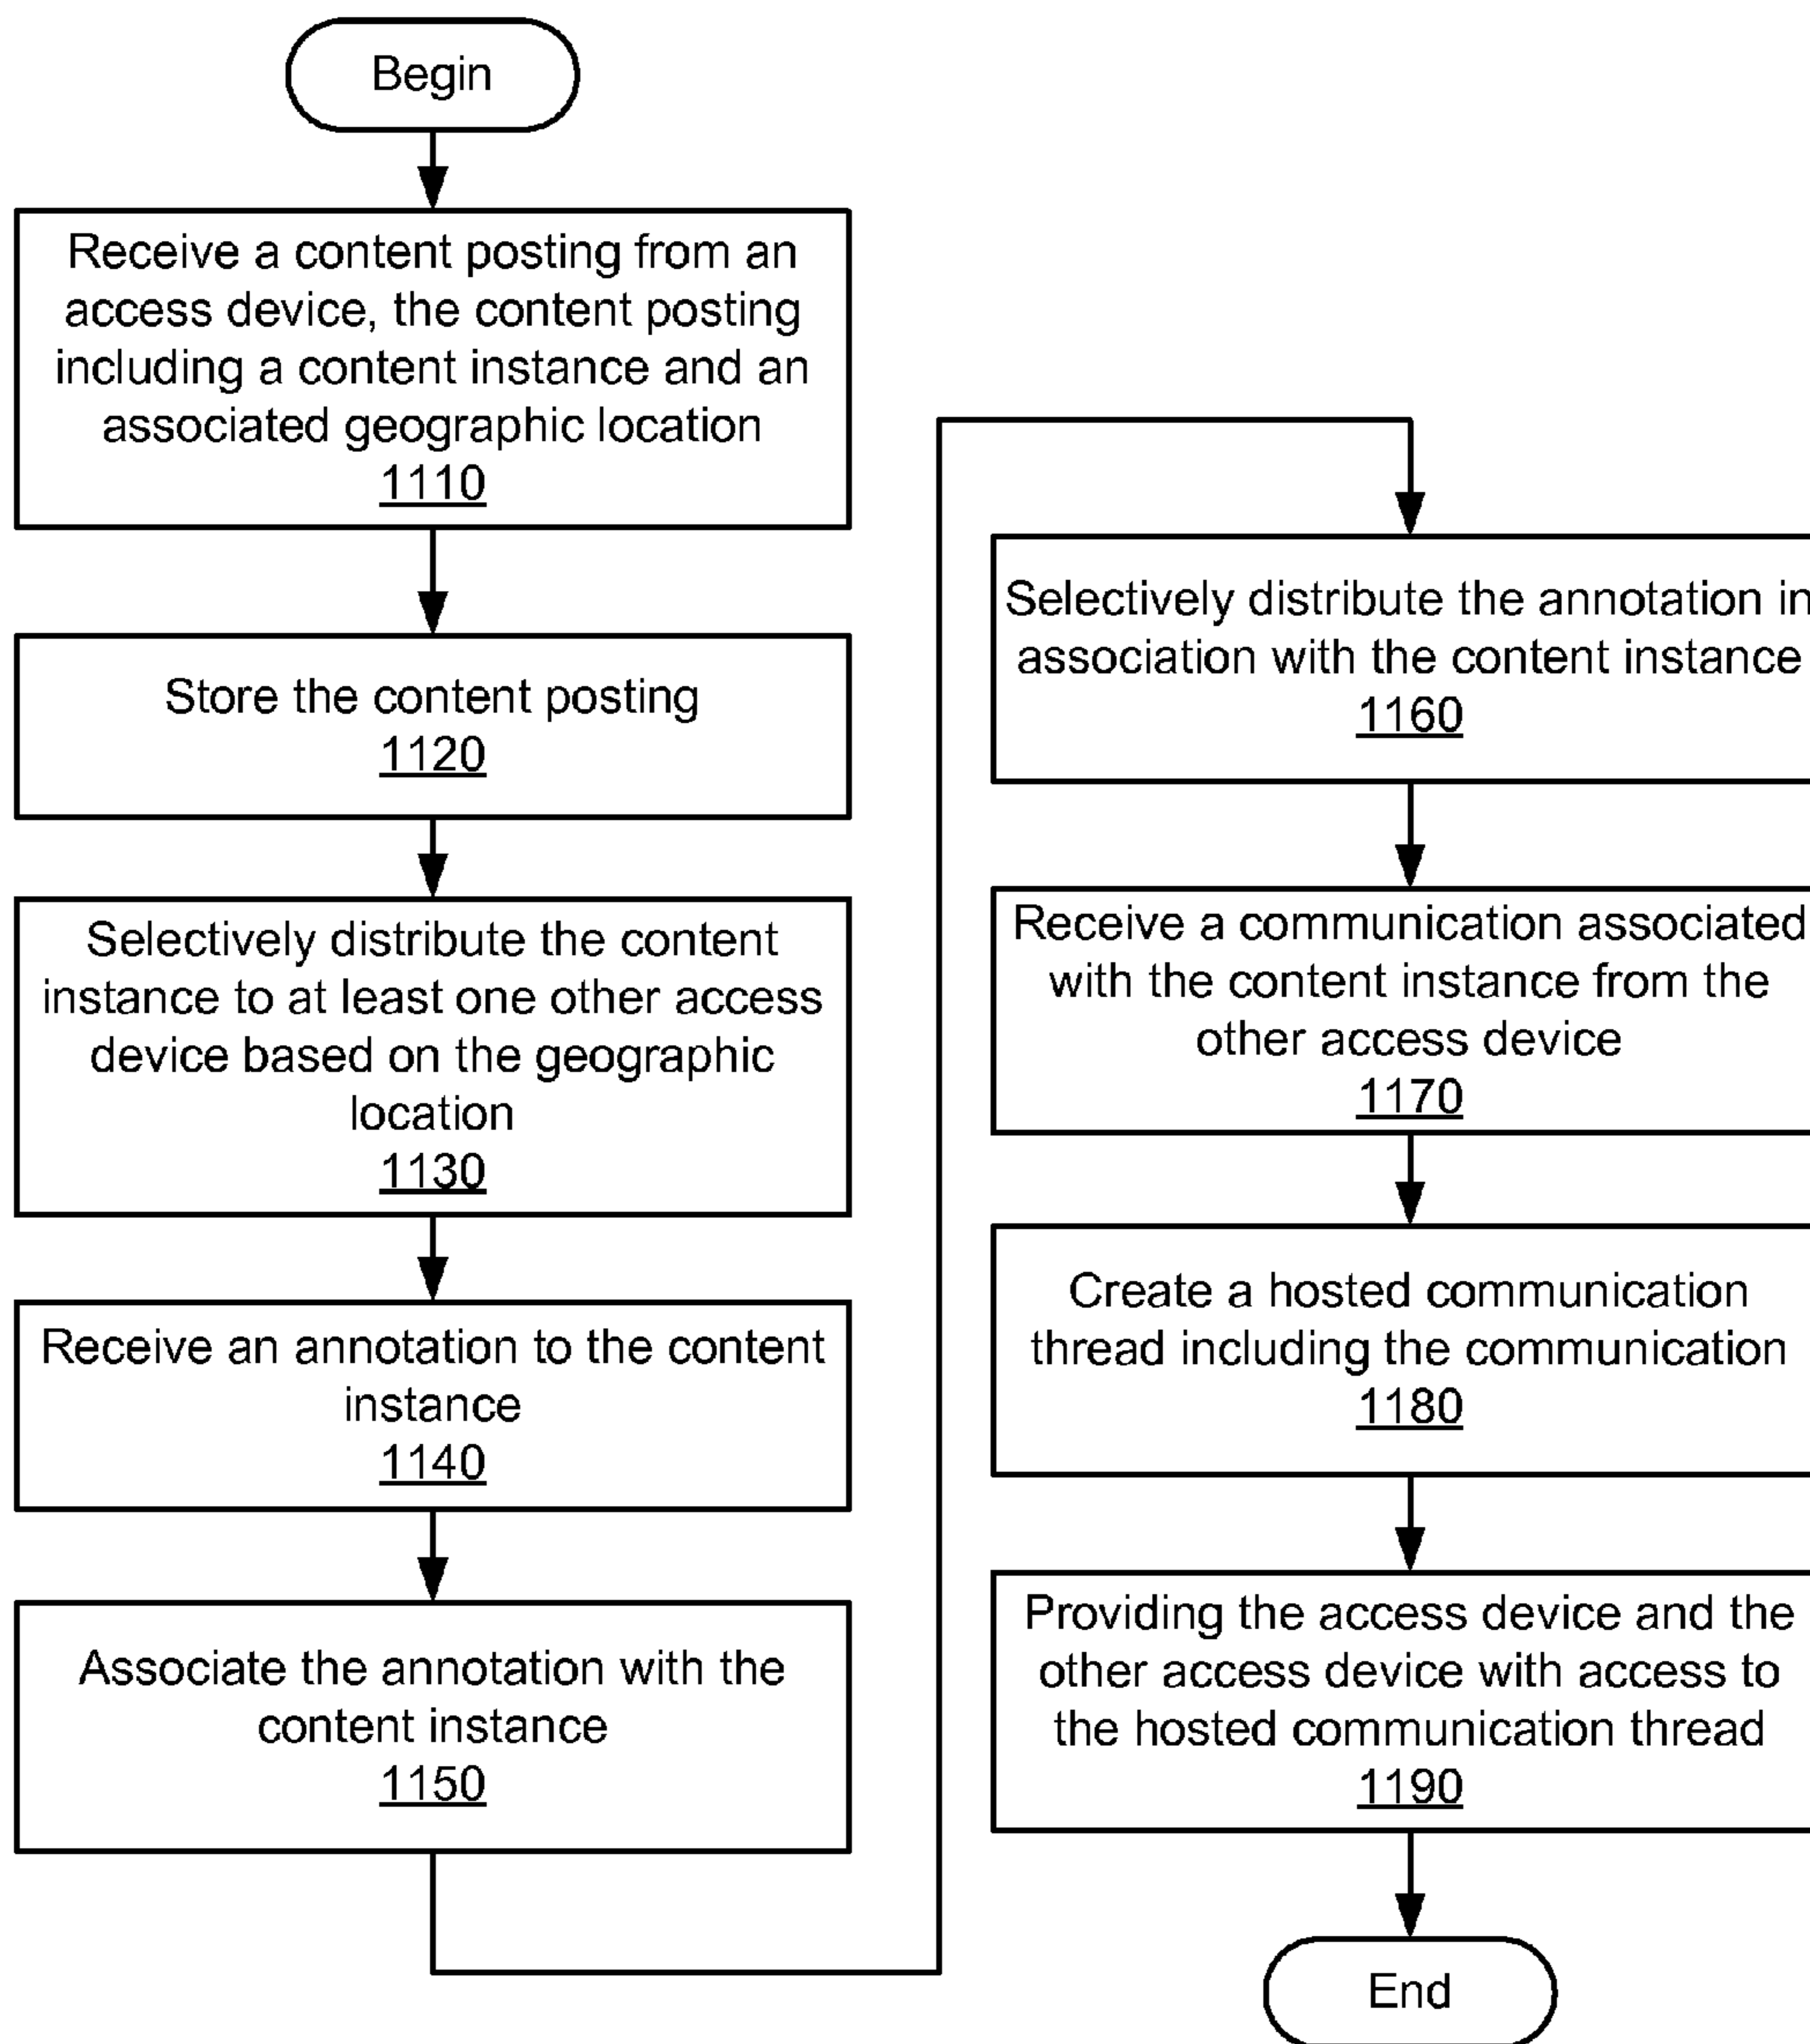 Begin
Receive a content posting from an
access device, the content posting
including a content instance and an
associated geographic location
1110
Store the content posting
1120
Selectively distribute the content
instance to at least one other access
device based on the geographic
location
1130
Receive an annotation to the content
instance
1140
Associate the annotation with the
content instance
1150
Selectively distribute the annotation in
association with the content instance
1160
Receive a communication associated
with the content instance from the
other access device
1170
Create a hosted communication
thread including the communication
1180
Providing the access device and the
other access device with access to
the hosted communication thread
1190
End